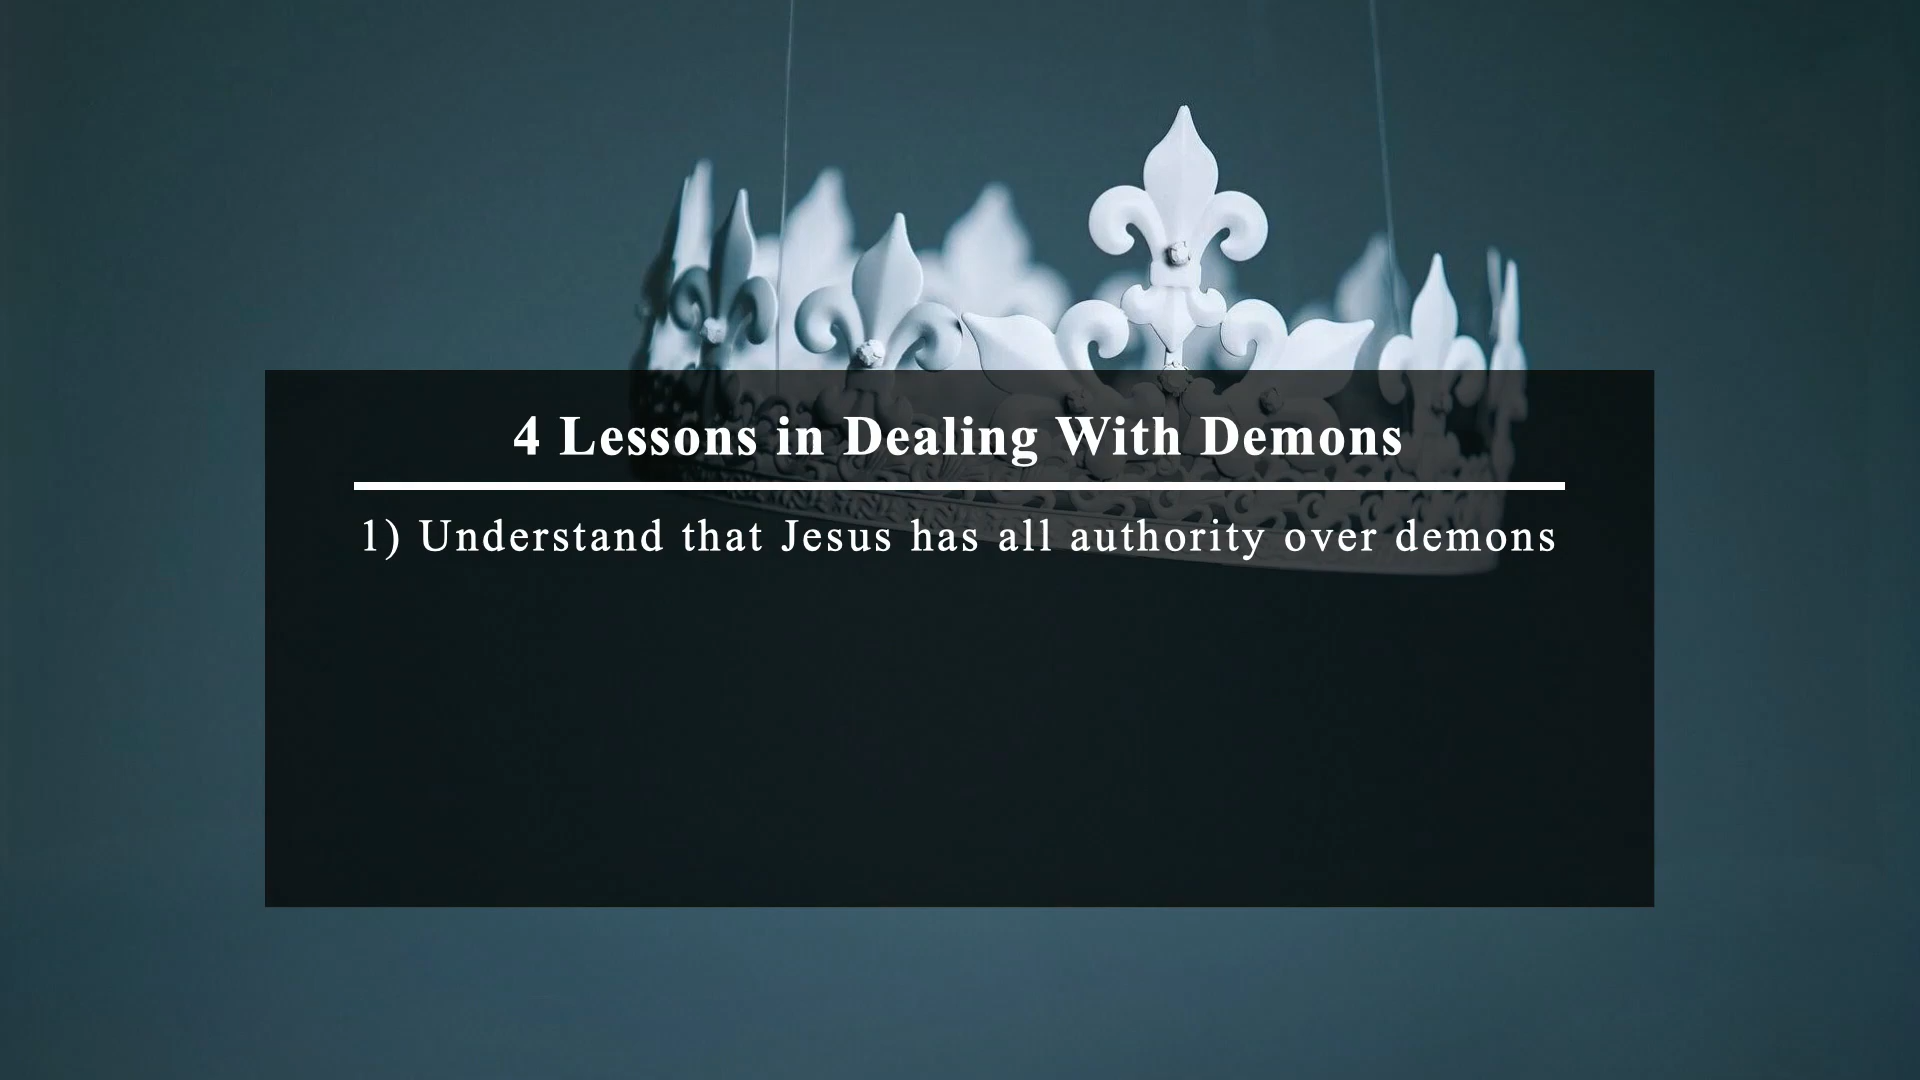 4 Lessons in Dealing With Demons
1) Understand that Jesus has all authority over demons